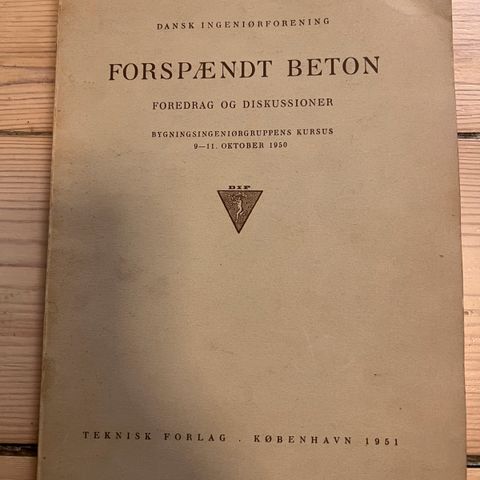 DANSK INGENIØRFORENING
FORSPÆNDT BETON
FOREDRAG OG DISKUSSIONER
BYGNINGSINGENIØRGRUPPENS KURSUS
9—11. OKTOBER 1950
DIF
TEKNISK FORLAG . KØBENHAVN 1951